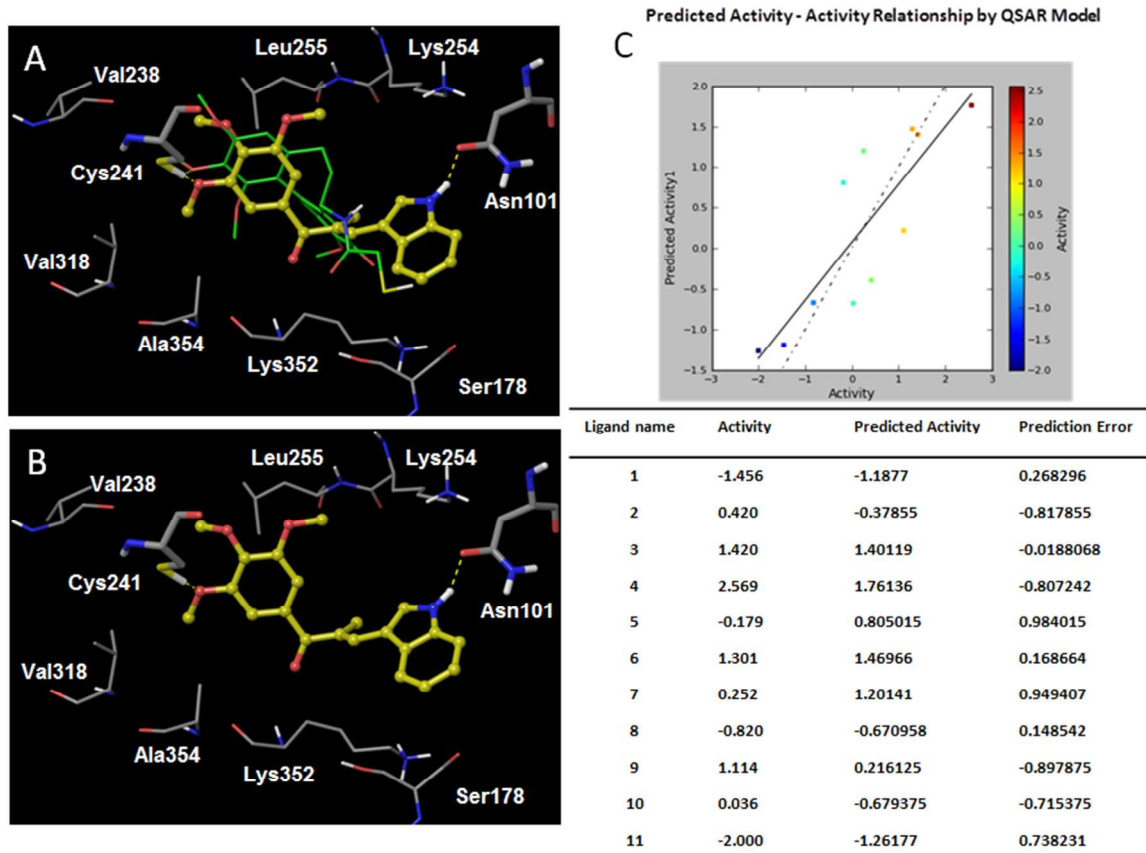 Predicted Activity - Activity Relationship by QSAR Model
A
Leu255
Lys254
Val238
Cys241
Asn101
Val318
Ala354
Lys352
Ser178
B
Leu255
Lys254
Val238
Cys241
Asn101
Val318
Ala354
Lys352
Ser178
C
Predicted Activity1
2.0
1.5
1.0
0.5
0.0
-0.5
-1.0
-1.5
-3 -2 -1 0 1 2 3
Activity
2.5
2.0
1.5
1.0
0.5
0.0
-0.5
-1.0
-1.5
-2.0
Activity
Ligand name Activity Predicted Activity Prediction Error
1 -1.456 -1.1877 0.268296
2 0.420 -0.37855 -0.817855
3 1.420 1.40119 -0.0188068
4 2.569 1.76136 -0.807242
5 -0.179 0.805015 0.984015
6 1.301 1.46966 0.168664
7 0.252 1.20141 0.949407
8 -0.820 -0.670958 0.148542
9 1.114 0.216125 -0.897875
10 0.036 -0.679375 -0.715375
11 -2.000 -1.26177 0.738231